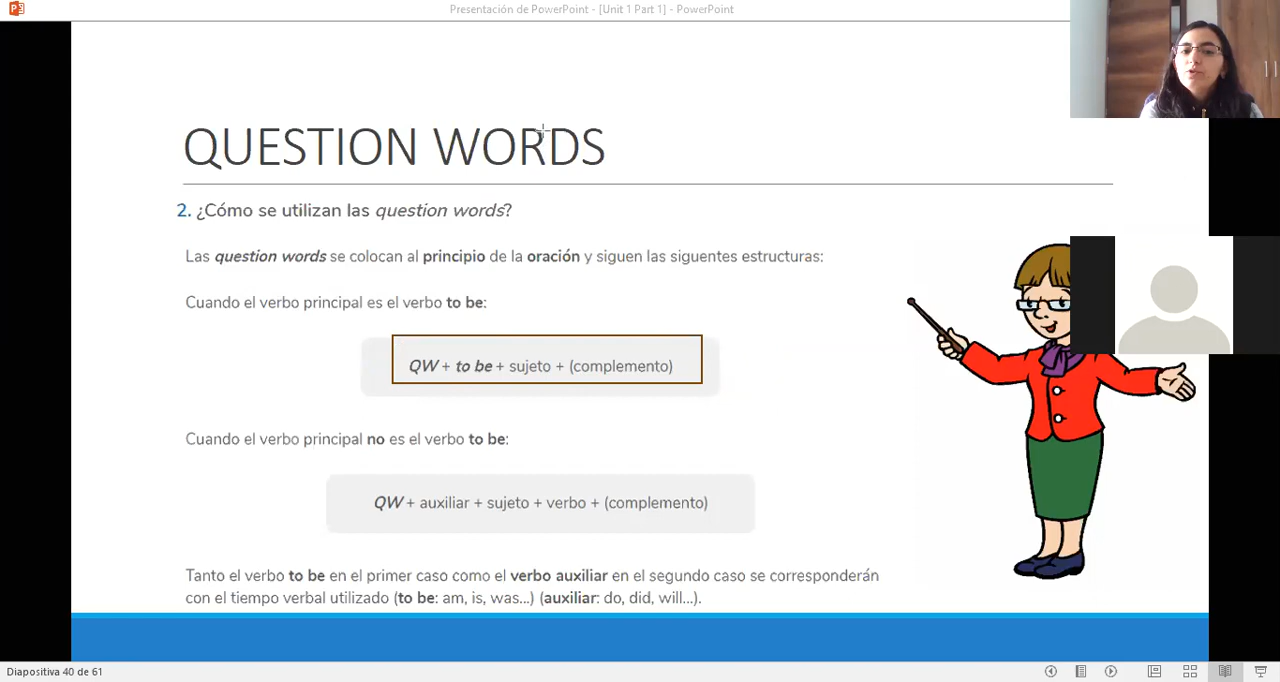 Presentación de PowerPoint - [Unit 1 Part 1] - PowerPoint
QUESTION WORDS
2. ¿Cómo se utilizan las question words?
Las question words se colocan al principio de la oración y siguen las siguentes estructuras:
Cuando el verbo principal es el verbo to be:
QW + to be + sujeto + (complemento)
Cuando el verbo principal no es el verbo to be:
QW + auxiliar + sujeto + verbo + (complemento)
Tanto el verbo to be en el primer caso como el verbo auxiliar en el segundo caso se corresponderán
con el tiempo verbal utilizado (to be: am, is, was...) (auxiliar: do, did, will...).
Diapositiva 40 de 61